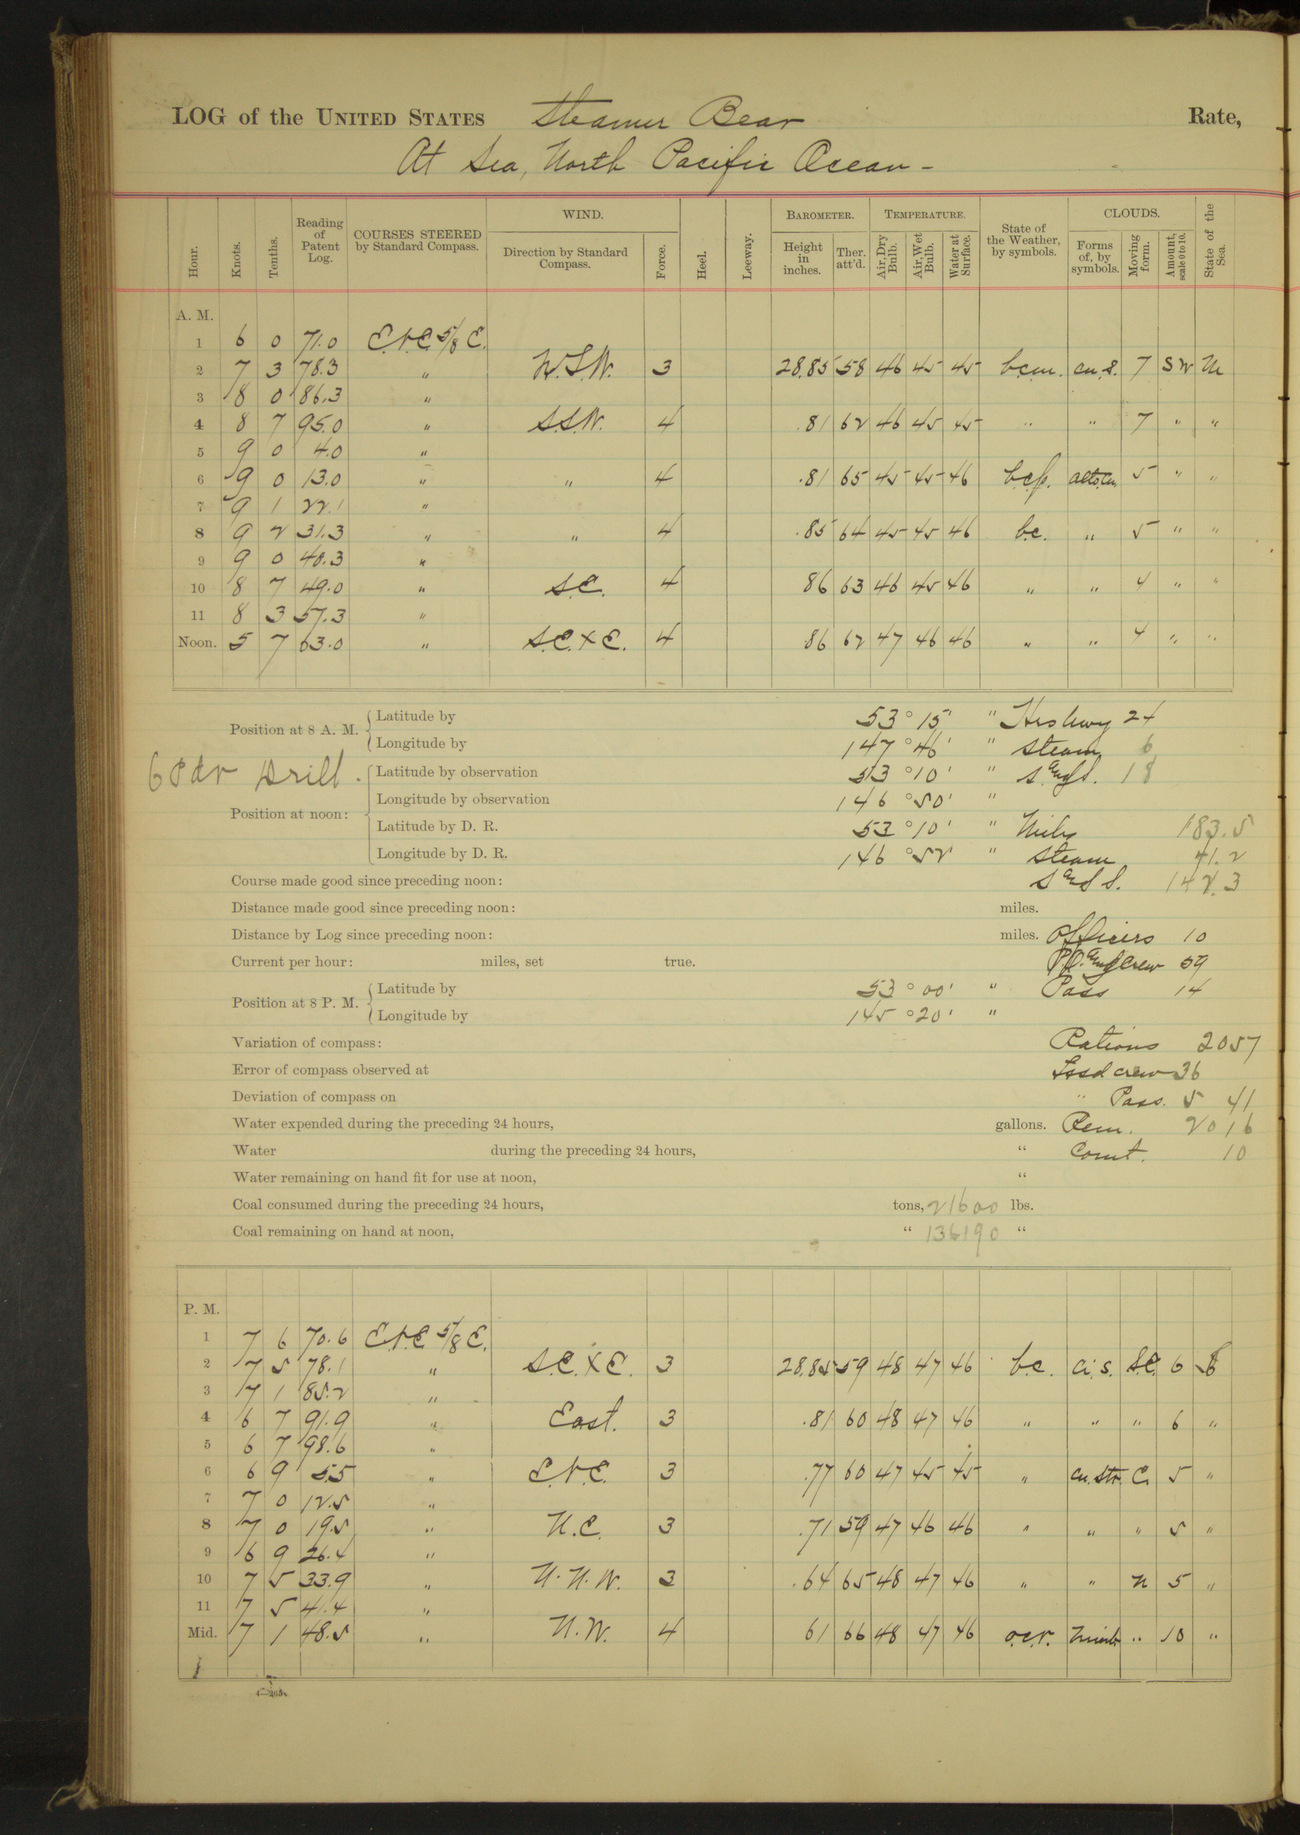 LOG of the UNITED STATES Steamer Bear Rate,
At Sea, North Pacific Ocean -
Hour. Knots. Tenths. Reading of Patent Log. COURSES STEERED by Standard Compass. WIND. Direction by Standard Compass. Force. Heel. Leeway. BAROMETER. Height in inches. Ther. att'd. TEMPERATURE. Air, Dry Bulb. Air, Wet Bulb. Water at Surface. State of the Weather, by symbols. CLOUDS. Forms of, by symbols. Moving form. Amount, scale 0 to 10. State of the Sea.
A. M.
1 6 0 71.0 E.N.E. 5/8 E.
2 7 3 78.3 " W.S.W. 3 28.85 58 46 45 45 b.c.m. cu.s. 7 SW M
3 8 0 86.3 "
4 8 7 95.0 " S.S.W. 4 .81 62 46 45 45 " " 7 " "
5 9 0 4.0 "
6 9 0 13.0 " " 4 .81 65 45 45 46 b.c.p. alto.cu. 5 " "
7 9 1 22.1 "
8 9 2 31.3 " " 4 .85 64 45 45 46 b.c. " 5 " "
9 9 0 40.3 "
10 8 7 49.0 " S.E. 4 86 63 46 45 46 " " 4 " "
11 8 3 57.3 "
Noon. 5 7 63.0 " S.E. X E. 4 86 62 47 46 46 " " 4 " "
Position at 8 A. M. Latitude by 53 ° 15' " Hrs. 24
Longitude by 147 ° 46' " Steam 6
6 Pdr Drill. Latitude by observation 53 ° 10' " S. and S. 18
Position at noon: Longitude by observation 146 ° 50' "
Latitude by D. R. 53 ° 10' " Miles 183.5
Longitude by D. R. 146 ° 52 " Steam 41.2
Course made good since preceding noon: S and S. 142.3
Distance made good since preceding noon: miles.
Distance by Log since preceding noon: miles. Officers 10
Current per hour: miles, set true. P.O. and Crew 59
Position at 8 P. M. Latitude by 53 ° 00' " Pass 14
Longitude by 145 ° 20' "
Variation of compass: Rations 2057
Error of compass observed at Issd crew 36
Deviation of compass on " Pass. 5 41
Water expended during the preceding 24 hours, gallons. Rem. 2016
Water during the preceding 24 hours, " Comt. 10
Water remaining on hand fit for use at noon, "
Coal consumed during the preceding 24 hours, tons, 21600 lbs.
Coal remaining on hand at noon, " 136190 "
P. M.
1 7 6 70.6 E.N.E. 5/8 E.
2 7 5 78.1 " S.E. X E. 3 28.85 59 48 47 46 b.c. ci. s. S.E. 6 S
3 7 1 85.2 "
4 6 7 91.9 " East. 3 .81 60 48 47 46 " " " 6 "
5 6 7 98.6 "
6 6 9 5.5 " E.N.E. 3 .77 60 47 45 45 " cu. str. E. 5 "
7 7 0 12.5 "
8 7 0 19.5 " N.E. 3 .71 59 47 46 46 " " " 5 "
9 6 9 26.4 "
10 7 5 33.9 " N.N.W. 3 .64 65 48 47 46 " " N 5 "
11 7 5 41.4 "
Mid. 7 1 48.5 " N.W. 4 61 66 48 47 46 o.c.r. Nimb. " 10 "